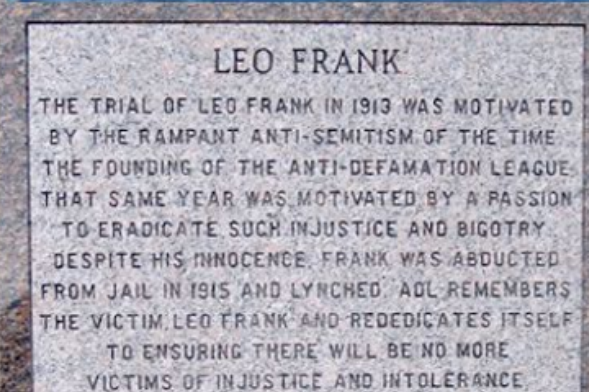 LEO FRANK
THE TRIAL OF LEO FRANK IN 1913 WAS MOTIVATED
BY THE RAMPANT ANTI-SEMITISM OF THE TIME
THE FOUNDING OF THE ANTI-DEFAMATION LEAGUE
THAT SAME YEAR WAS MOTIVATED BY A PASSION
TO ERADICATE SUCH INJUSTICE AND BIGOTRY
DESPITE HIS INNOCENCE, FRANK WAS ABDUCTED
FROM JAIL IN 1915 AND LYNCHED. ADL REMEMBERS
THE VICTIM, LEO FRANK AND REDEDICATES ITSELF
TO ENSURING THERE WILL BE NO MORE
VICTIMS OF INJUSTICE AND INTOLERANCE